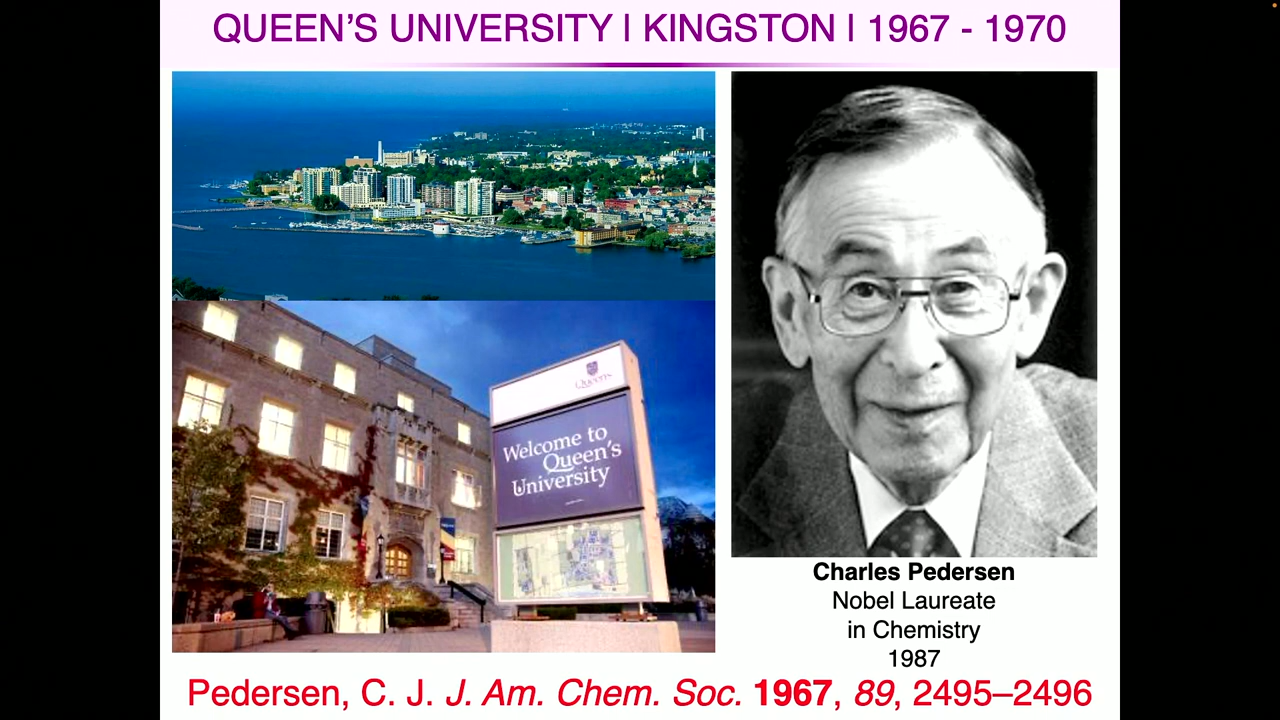 QUEEN’S UNIVERSITY | KINGSTON | 1967 - 1970
Queen's
Welcome to
Queen's
University
Charles Pedersen
Nobel Laureate
in Chemistry
1987
Pedersen, C. J. J. Am. Chem. Soc. 1967, 89, 2495–2496